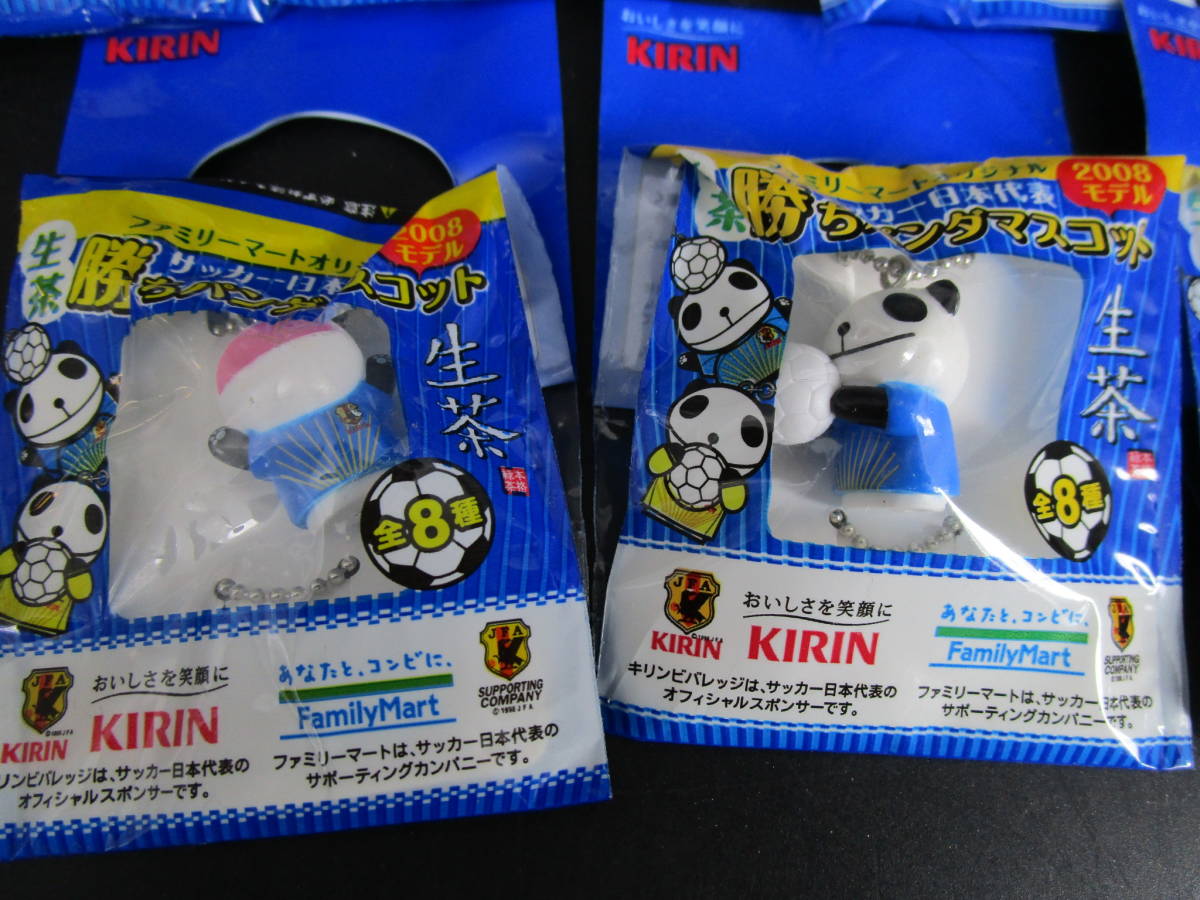 KIRIN
おいしさを笑顔に
KIRIN
KI
注意
ファミリーマートオリ
2008
モデル
生茶
サッカー日本
勝ちパンダ
スコット
生茶
全8種
JFA
KIRIN
おいしさを笑顔に
KIRIN
あなたと、コンビに、
FamilyMart
JFA
SUPPORTING
COMPANY
©1998 JFA
リンビバレッジは、サッカー日本代表の
オフィシャルスポンサーです。
ファミリーマートは、サッカー日本代表の
サポーティングカンパニーです。
ミリーマートオリジナル
2008
モデル
茶
カー日本代表
勝ち
ンダマスコット
生茶
全8種
JFA
KIRIN
おいしさを笑顔に
KIRIN
あなたと、コンビに、
FamilyMart
JFA
SUPPORTING
COMPANY
キリンビバレッジは、サッカー日本代表の
オフィシャルスポンサーです。
ファミリーマートは、サッカー日本代表の
サポーティングカンパニーです。